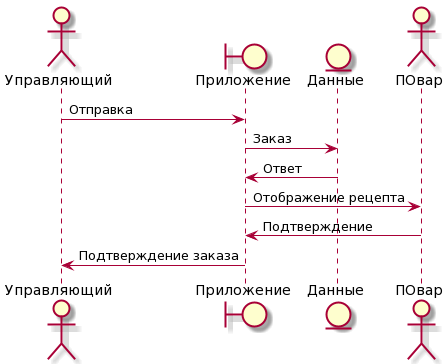 Управляющий
Приложение
Данные
ПОвар
Отправка
Заказ
Ответ
Отображение рецепта
Подтверждение
Подтверждение заказа
Управляющий
Приложение
Данные
ПОвар